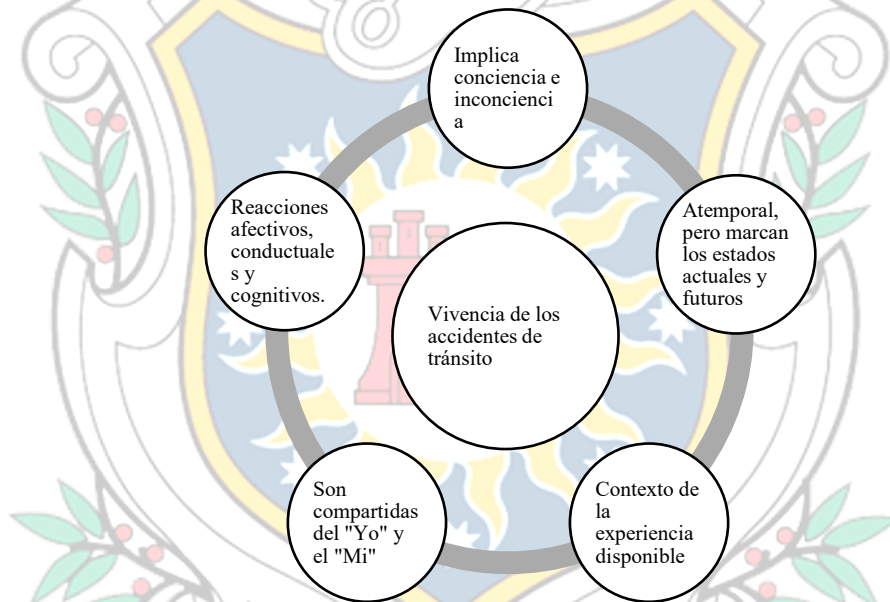 Implica
conciencia e
inconcienci
a
Atemporal,
pero marcan
los estados
actuales y
futuros
Contexto de
la
experiencia
disponible
Son
compartidas
del "Yo" y
el "Mi"
Reacciones
afectivos,
conductuale
s y
cognitivos.
Vivencia de los
accidentes de
tránsito